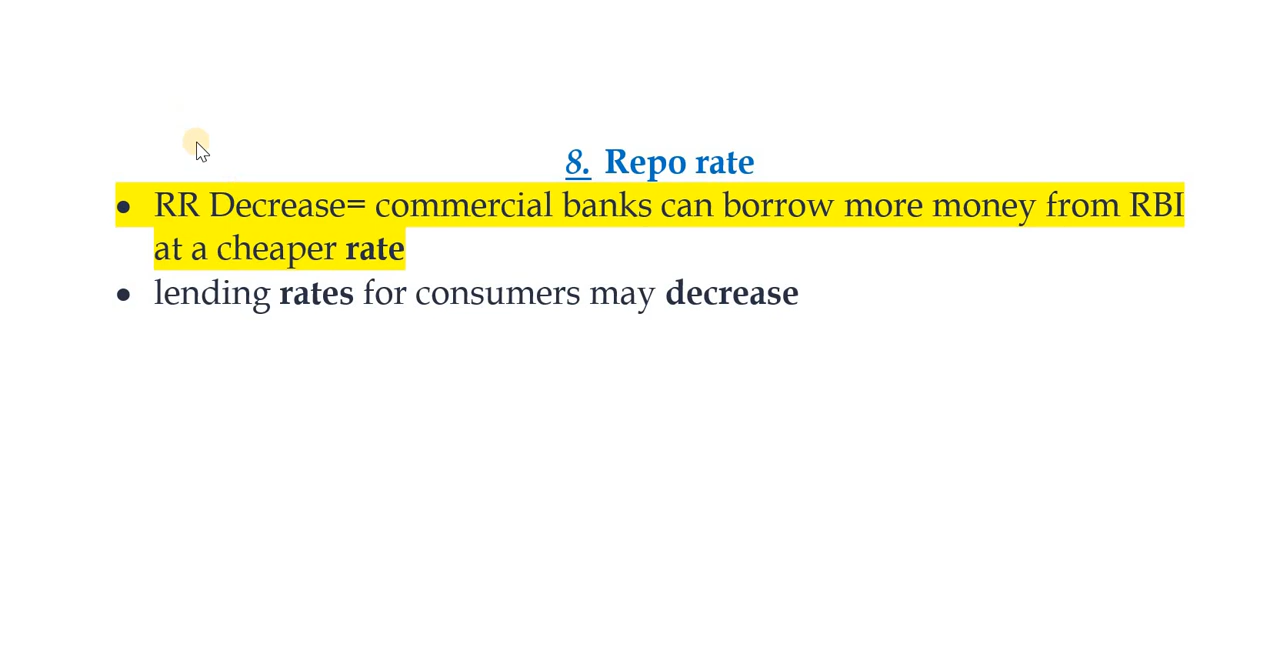 8. Repo rate
• RR Decrease= commercial banks can borrow more money from RBI
at a cheaper rate
• lending rates for consumers may decrease